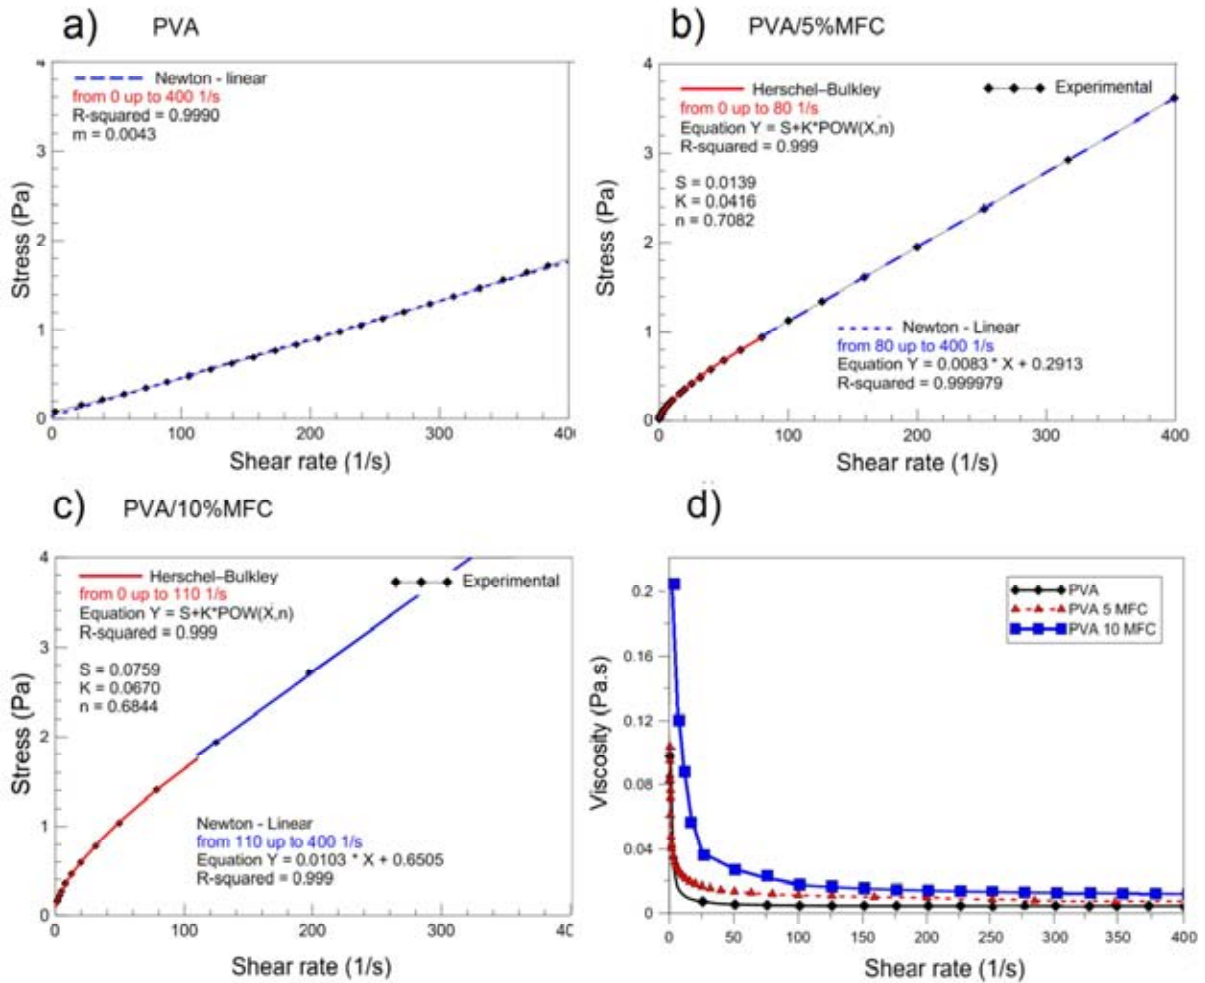 a) PVA
Newton - linear
from 0 up to 400 1/s
R-squared = 0.9990
m = 0.0043
4
3
2
1
0
Stress (Pa)
0 100 200 300 40
Shear rate (1/s)
b) PVA/5%MFC
Herschel–Bulkley
Experimental
from 0 up to 80 1/s
Equation Y = S+K*POW(X,n)
R-squared = 0.999
S = 0.0139
K = 0.0416
n = 0.7082
Newton - Linear
from 80 up to 400 1/s
Equation Y = 0.0083 * X + 0.2913
R-squared = 0.999979
4
3
2
1
0
Stress (Pa)
0 100 200 300 400
Shear rate (1/s)
c) PVA/10%MFC
Herschel–Bulkley
Experimental
from 0 up to 110 1/s
Equation Y = S+K*POW(X,n)
R-squared = 0.999
S = 0.0759
K = 0.0670
n = 0.6844
Newton - Linear
from 110 up to 400 1/s
Equation Y = 0.0103 * X + 0.6505
R-squared = 0.999
4
3
2
1
0
Stress (Pa)
0 100 200 300 40
Shear rate (1/s)
d)
PVA
PVA 5 MFC
PVA 10 MFC
0.2
0.16
0.12
0.08
0.04
0
Viscosity (Pa.s)
0 50 100 150 200 250 300 350 400
Shear rate (1/s)